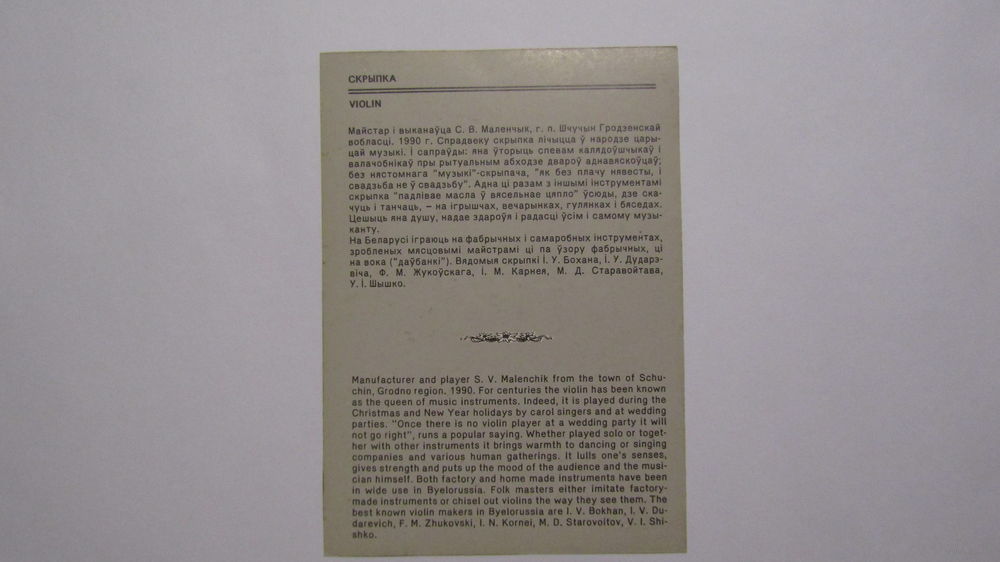 СКРЫПКА
VIOLIN
Майстар і выканаўца С. В. Маленчык, г. п. Шчучын Гродзенскай
вобласці. 1990 г. Спрадвеку скрыпка лічыцца ў народзе цары-
цай музыкі. І сапраўды: яна ўторыць спевам калядоўшчыкаў і
валачобнікаў пры рытуальным абходзе двароў аднавяскоўцаў;
без нястомнага "музыкі"-скрыпача, "як без плачу нявесты, і
свадзьба не ў свадзьбу". Адна ці разам з іншымі інструментамі
скрыпка "падлівае масла ў вясельнае цяпло" ўсюды, дзе ска-
чуць і танчаць, – на ігрышчах, вечарынках, гулянках і бяседах.
Цешыць яна душу, надае здароўя і радасці ўсім і самому музы-
канту.
На Беларусі іграюць на фабрычных і самаробных інструментах,
зробленых мясцовымі майстрамі ці па ўзору фабрычных, ці
на вока ("даўбанкі"). Вядомыя скрыпкі І. У. Бохана, І. У. Дударэ-
віча, Ф. М. Жукоўскага, І. М. Карнея, М. Д. Старавойтава,
У. І. Шышко.
Manufacturer and player S. V. Malenchik from the town of Schu-
chin, Grodno region. 1990. For centuries the violin has been known
as the queen of music instruments. Indeed, it is played during the
Christmas and New Year holidays by carol singers and at wedding
parties. "Once there is no violin player at a wedding party it will
not go right", runs a popular saying. Whether played solo or toget-
her with other instruments it brings warmth to dancing or singing
companies and various human gatherings. It lulls one's senses,
gives strength and puts up the mood of the audience and the musi-
cian himself. Both factory and home made instruments have been
in wide use in Byelorussia. Folk masters either imitate factory-
made instruments or chisel out violins the way they see them. The
best known violin makers in Byelorussia are I. V. Bokhan, I. V. Du-
darevich, F. M. Zhukovski, I. N. Kornei, M. D. Starovoitov, V. I. Shi-
shko.